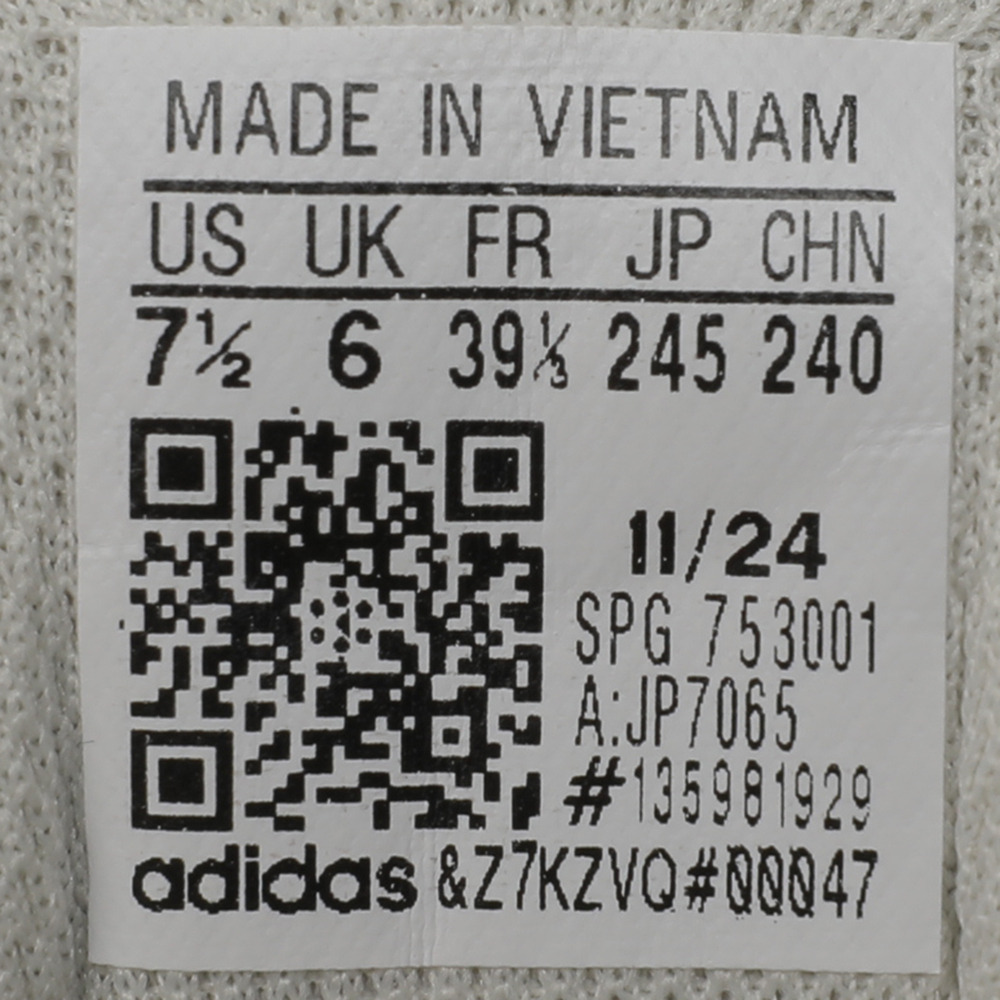 MADE IN VIETNAM
US UK FR JP CHN
7½ 6 39⅓ 245 240
11/24
SPG 753001
A:JP7065
#135981929
adidas &Z7KZVQ#00047